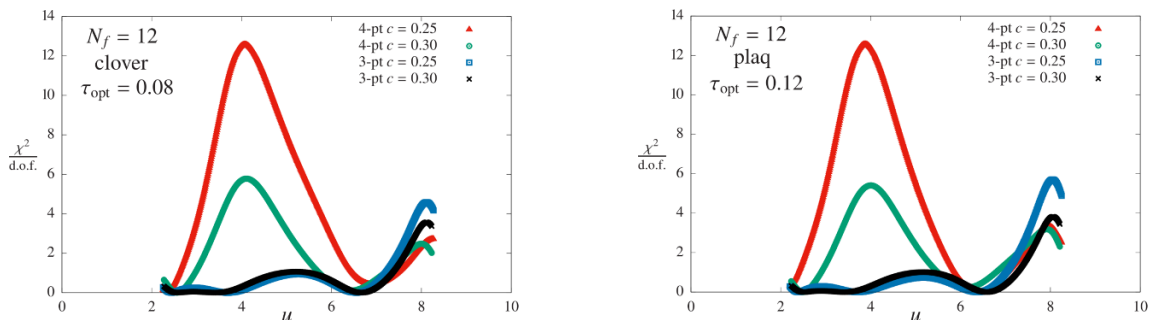 14
12
10
8
6
4
2
0
χ²/d.o.f.
N_f = 12
clover
τ_opt = 0.08
4-pt c = 0.25
4-pt c = 0.30
3-pt c = 0.25
3-pt c = 0.30
0 2 4 6 8 10
u
14
12
10
8
6
4
2
0
χ²/d.o.f.
N_f = 12
plaq
τ_opt = 0.12
4-pt c = 0.25
4-pt c = 0.30
3-pt c = 0.25
3-pt c = 0.30
0 2 4 6 8 10
u